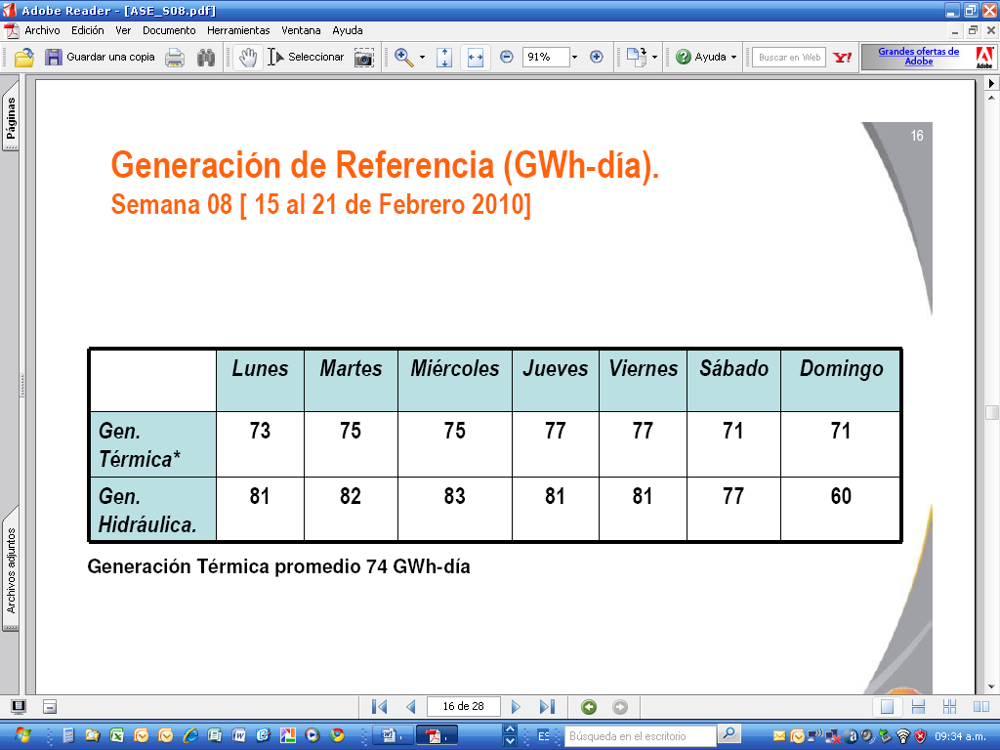 Adobe Reader - [ASE_S08.pdf]
Archivo Edición Ver Documento Herramientas Ventana Ayuda
Guardar una copia Seleccionar 91% Ayuda Buscar en Web Y! Grandes ofertas de Adobe Adobe
Páginas
16
Generación de Referencia (GWh-día).
Semana 08 [ 15 al 21 de Febrero 2010]
Lunes Martes Miércoles Jueves Viernes Sábado Domingo
Gen. Térmica* 73 75 75 77 77 71 71
Gen. Hidráulica. 81 82 83 81 81 77 60
Generación Térmica promedio 74 GWh-día
Archivos adjuntos
16 de 28
ES Búsqueda en el escritorio 09:34 a.m.